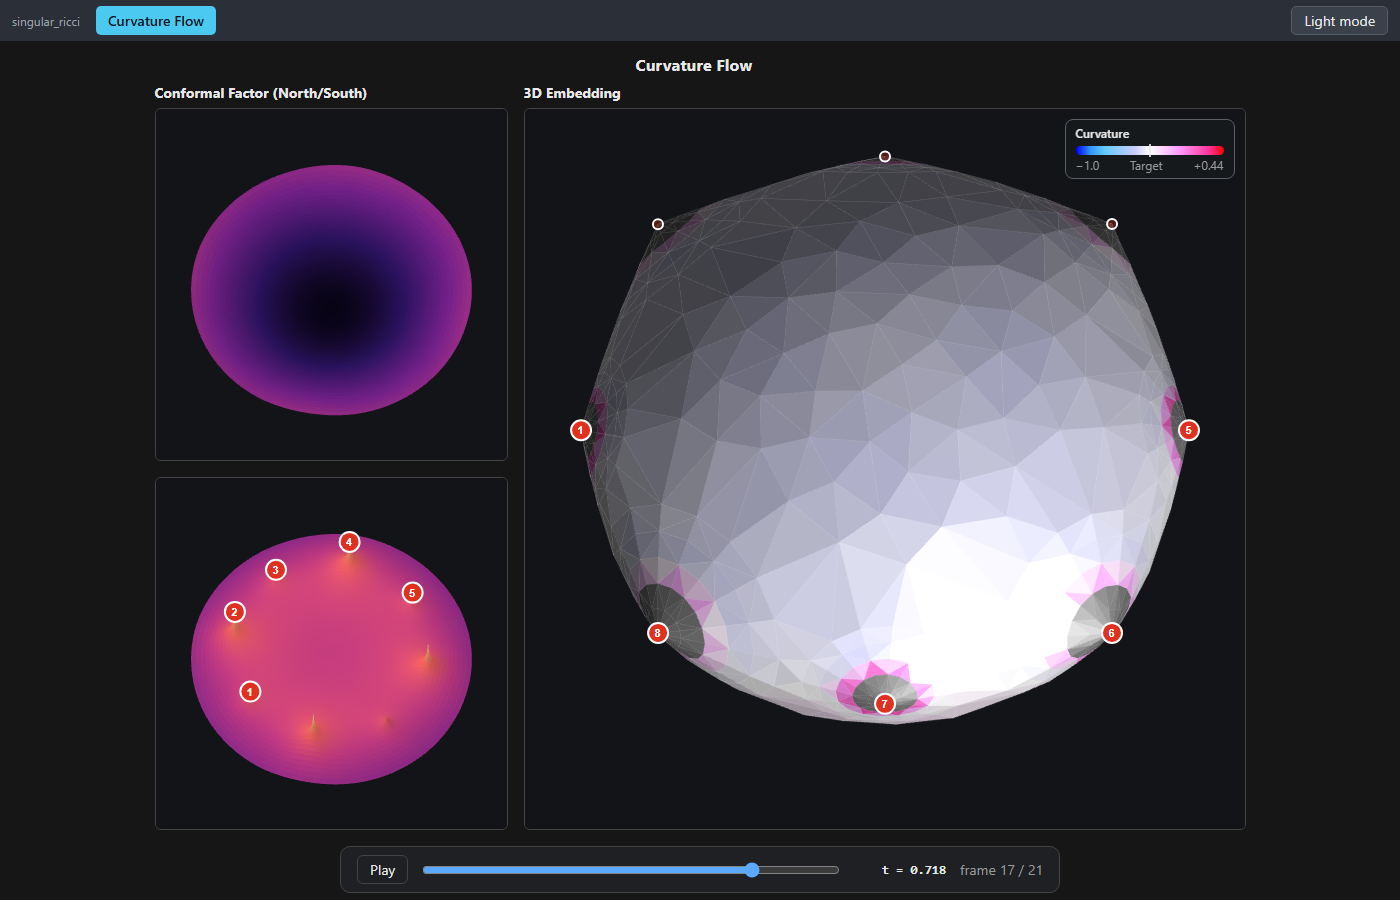 singular_ricci
Curvature Flow
Light mode
Curvature Flow
Conformal Factor (North/South)
3D Embedding
Curvature
−1.0 Target +0.44
1
5
8
6
7
4
3
5
2
1
Play
t = 0.718
frame 17 / 21